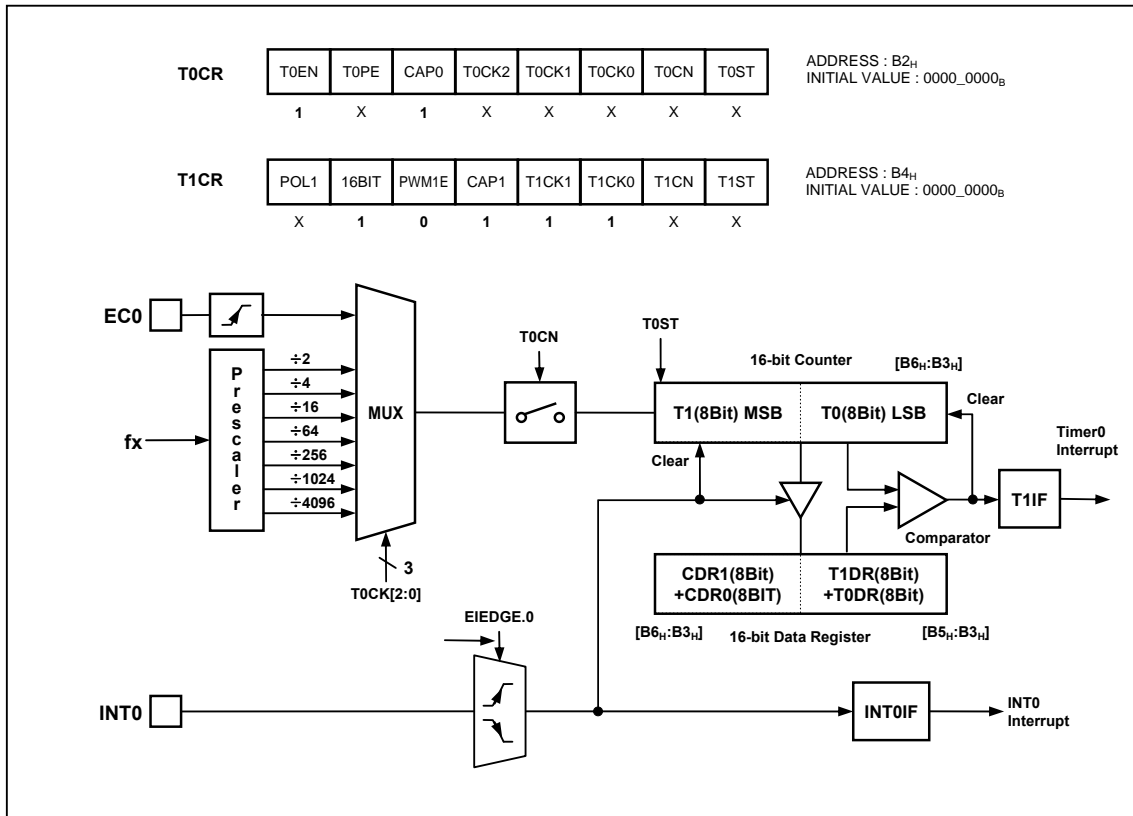 T0CR T0EN T0PE CAP0 T0CK2 T0CK1 T0CK0 T0CN T0ST
ADDRESS : B2H
INITIAL VALUE : 0000_0000B
1 X 1 X X X X X
T1CR POL1 16BIT PWM1E CAP1 T1CK1 T1CK0 T1CN T1ST
ADDRESS : B4H
INITIAL VALUE : 0000_0000B
X 1 0 1 1 1 X X
EC0
T0CN
T0ST
16-bit Counter
[B6H:B3H]
Prescaler
fx
÷2
÷4
÷16
÷64
÷256
÷1024
÷4096
MUX
3
T0CK[2:0]
T1(8Bit) MSB
T0(8Bit) LSB
Clear
Clear
Comparator
T1IF
Timer0
Interrupt
CDR1(8Bit)
+CDR0(8BIT)
T1DR(8Bit)
+T0DR(8Bit)
[B6H:B3H]
16-bit Data Register
[B5H:B3H]
EIEDGE.0
INT0
INT0IF
INT0
Interrupt